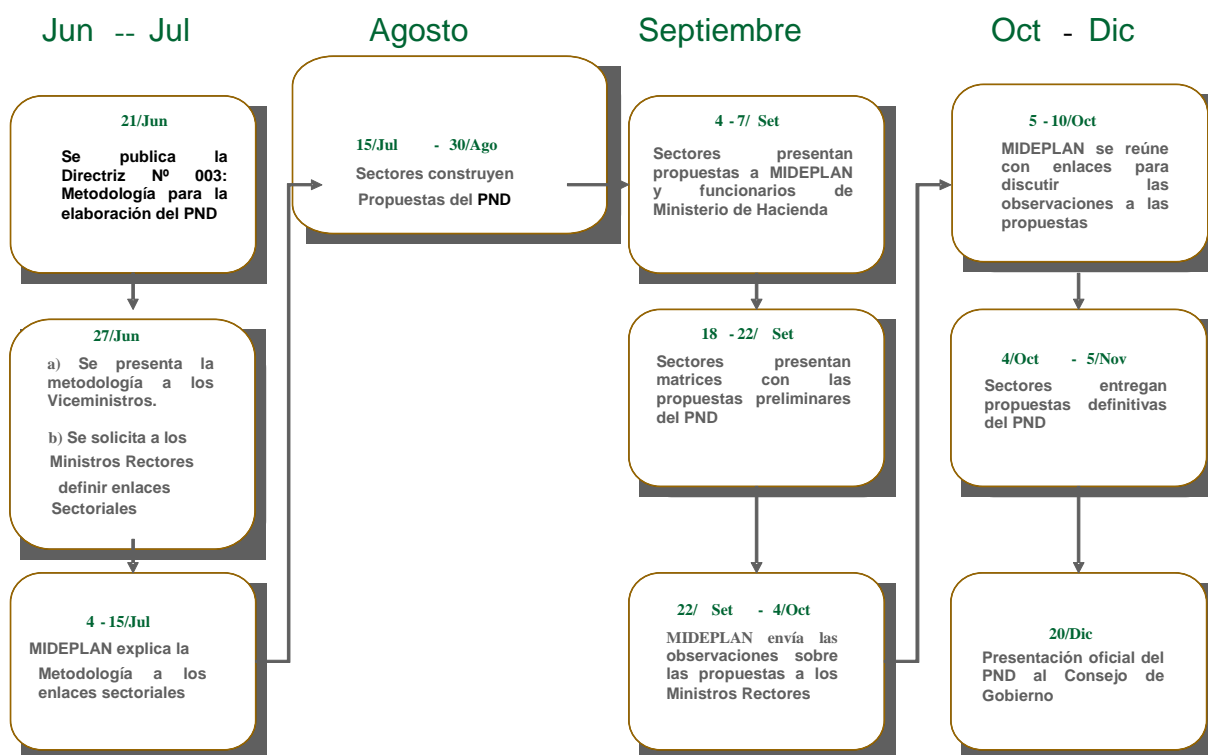 Jun -- Jul
21/Jun
Se publica la
Directriz Nº 003:
Metodología para la
elaboración del PND
27/Jun
a) Se presenta la
metodología a los
Viceministros.
b) Se solicita a los
Ministros Rectores
definir enlaces
Sectoriales
4 - 15/Jul
MIDEPLAN explica la
Metodología a los
enlaces sectoriales
Agosto
15/Jul - 30/Ago
Sectores construyen
Propuestas del PND
Septiembre
4 - 7/ Set
Sectores presentan
propuestas a MIDEPLAN
y funcionarios de
Ministerio de Hacienda
18 - 22/ Set
Sectores presentan
matrices con las
propuestas preliminares
del PND
22/ Set - 4/Oct
MIDEPLAN envía las
observaciones sobre
las propuestas a los
Ministros Rectores
Oct - Dic
5 - 10/Oct
MIDEPLAN se reúne
con enlaces para
discutir las
observaciones a las
propuestas
4/Oct - 5/Nov
Sectores entregan
propuestas definitivas
del PND
20/Dic
Presentación oficial del
PND al Consejo de
Gobierno